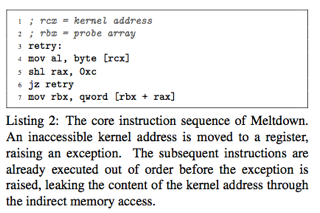 1 ; rcx = kernel address
2 ; rbx = probe array
3 retry:
4 mov al, byte [rcx]
5 shl rax, 0xc
6 jz retry
7 mov rbx, qword [rbx + rax]
Listing 2: The core instruction sequence of Meltdown.
An inaccessible kernel address is moved to a register,
raising an exception. The subsequent instructions are
already executed out of order before the exception is
raised, leaking the content of the kernel address through
the indirect memory access.